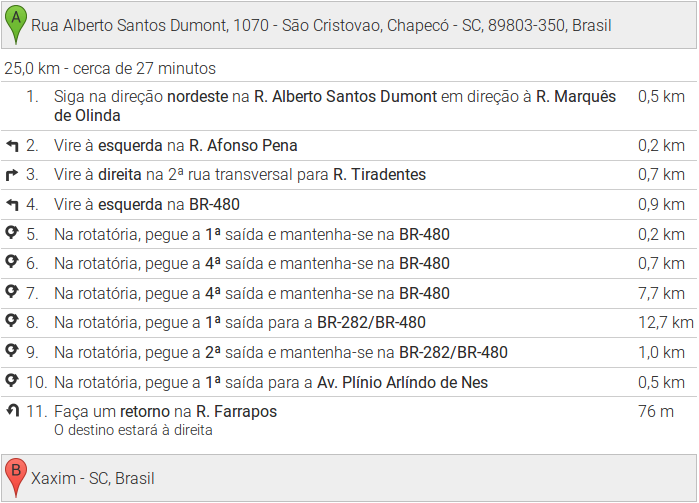 A Rua Alberto Santos Dumont, 1070 - São Cristovao, Chapecó - SC, 89803-350, Brasil
25,0 km - cerca de 27 minutos
1. Siga na direção nordeste na R. Alberto Santos Dumont em direção à R. Marquês 0,5 km
de Olinda
2. Vire à esquerda na R. Afonso Pena 0,2 km
3. Vire à direita na 2ª rua transversal para R. Tiradentes 0,7 km
4. Vire à esquerda na BR-480 0,9 km
5. Na rotatória, pegue a 1ª saída e mantenha-se na BR-480 0,2 km
6. Na rotatória, pegue a 4ª saída e mantenha-se na BR-480 0,7 km
7. Na rotatória, pegue a 4ª saída e mantenha-se na BR-480 7,7 km
8. Na rotatória, pegue a 1ª saída para a BR-282/BR-480 12,7 km
9. Na rotatória, pegue a 2ª saída e mantenha-se na BR-282/BR-480 1,0 km
10. Na rotatória, pegue a 1ª saída para a Av. Plínio Arlíndo de Nes 0,5 km
11. Faça um retorno na R. Farrapos 76 m
O destino estará à direita
B Xaxim - SC, Brasil